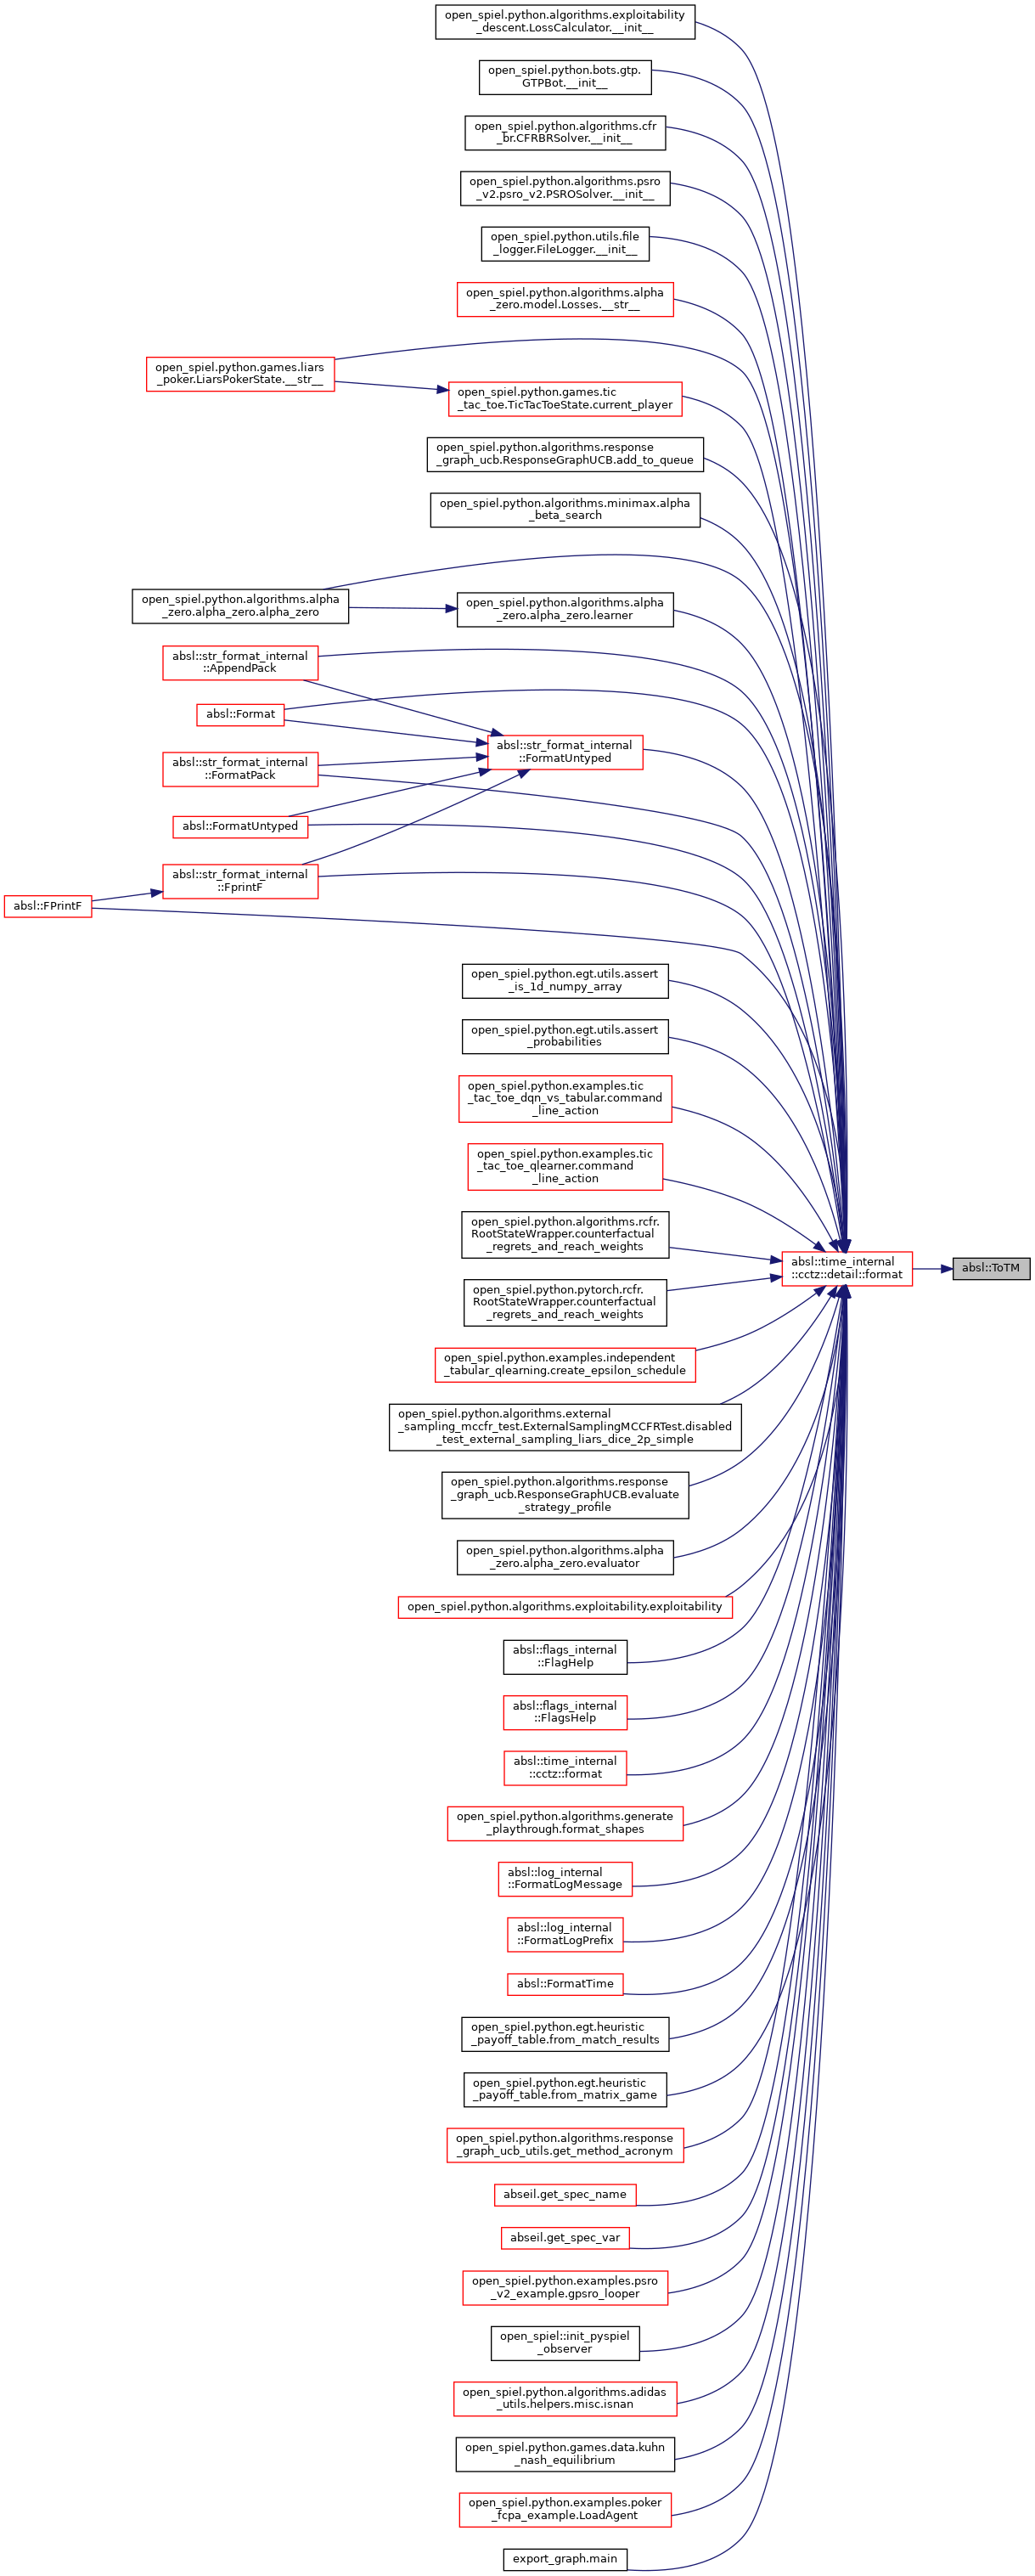 open_spiel.python.algorithms.exploitability
_descent.LossCalculator.__init__
open_spiel.python.bots.gtp.
GTPBot.__init__
open_spiel.python.algorithms.cfr
_br.CFRBRSolver.__init__
open_spiel.python.algorithms.psro
_v2.psro_v2.PSROSolver.__init__
open_spiel.python.utils.file
_logger.FileLogger.__init__
open_spiel.python.algorithms.alpha
_zero.model.Losses.__str__
open_spiel.python.games.liars
_poker.LiarsPokerState.__str__
open_spiel.python.games.tic
_tac_toe.TicTacToeState.current_player
open_spiel.python.algorithms.response
_graph_ucb.ResponseGraphUCB.add_to_queue
open_spiel.python.algorithms.minimax.alpha
_beta_search
open_spiel.python.algorithms.alpha
_zero.alpha_zero.alpha_zero
open_spiel.python.algorithms.alpha
_zero.alpha_zero.learner
absl::str_format_internal
::AppendPack
absl::Format
absl::str_format_internal
::FormatUntyped
absl::str_format_internal
::FormatPack
absl::FormatUntyped
absl::str_format_internal
::FprintF
absl::FPrintF
open_spiel.python.egt.utils.assert
_is_1d_numpy_array
open_spiel.python.egt.utils.assert
_probabilities
open_spiel.python.examples.tic
_tac_toe_dqn_vs_tabular.command
_line_action
open_spiel.python.examples.tic
_tac_toe_qlearner.command
_line_action
open_spiel.python.algorithms.rcfr.
RootStateWrapper.counterfactual
_regrets_and_reach_weights
absl::time_internal
::cctz::detail::format
absl::ToTM
open_spiel.python.pytorch.rcfr.
RootStateWrapper.counterfactual
_regrets_and_reach_weights
open_spiel.python.examples.independent
_tabular_qlearning.create_epsilon_schedule
open_spiel.python.algorithms.external
_sampling_mccfr_test.ExternalSamplingMCCFRTest.disabled
_test_external_sampling_liars_dice_2p_simple
open_spiel.python.algorithms.response
_graph_ucb.ResponseGraphUCB.evaluate
_strategy_profile
open_spiel.python.algorithms.alpha
_zero.alpha_zero.evaluator
open_spiel.python.algorithms.exploitability.exploitability
absl::flags_internal
::FlagHelp
absl::flags_internal
::FlagsHelp
absl::time_internal
::cctz::format
open_spiel.python.algorithms.generate
_playthrough.format_shapes
absl::log_internal
::FormatLogMessage
absl::log_internal
::FormatLogPrefix
absl::FormatTime
open_spiel.python.egt.heuristic
_payoff_table.from_match_results
open_spiel.python.egt.heuristic
_payoff_table.from_matrix_game
open_spiel.python.algorithms.response
_graph_ucb_utils.get_method_acronym
abseil.get_spec_name
abseil.get_spec_var
open_spiel.python.examples.psro
_v2_example.gpsro_looper
open_spiel::init_pyspiel
_observer
open_spiel.python.algorithms.adidas
_utils.helpers.misc.isnan
open_spiel.python.games.data.kuhn
_nash_equilibrium
open_spiel.python.examples.poker
_fcpa_example.LoadAgent
export_graph.main